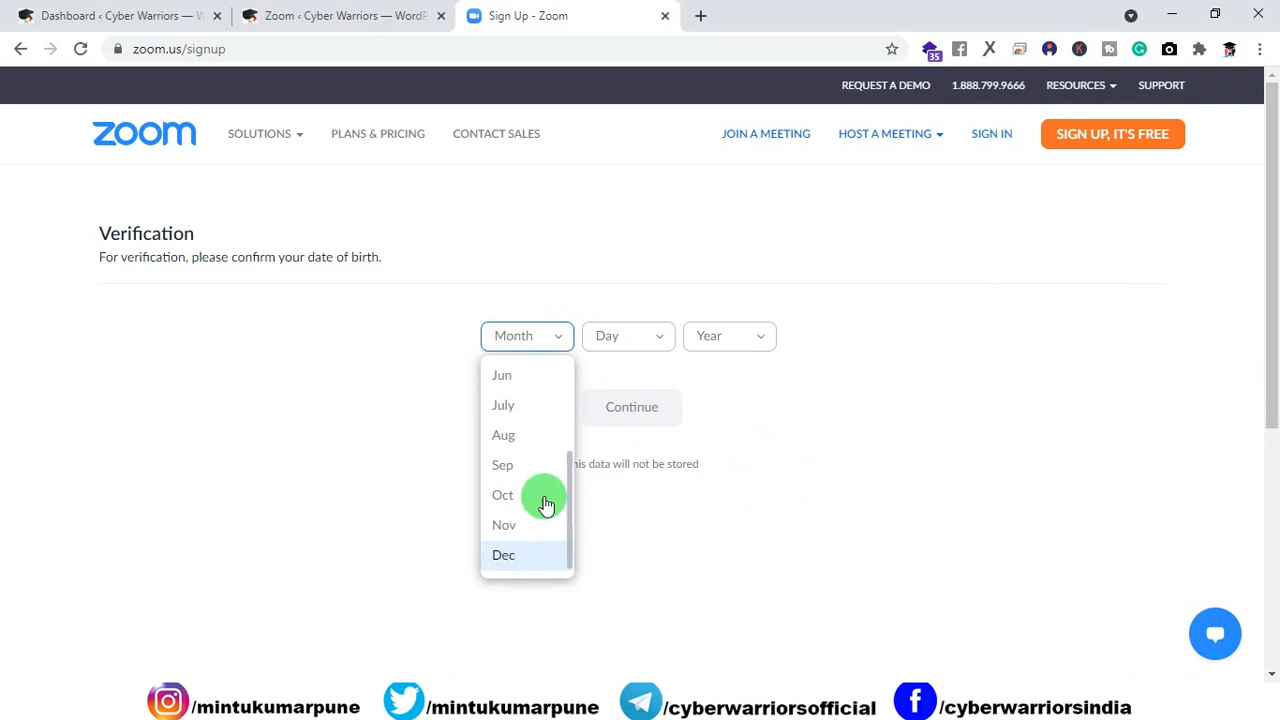 Dashboard ‹ Cyber Warriors — W
Zoom ‹ Cyber Warriors — WordP
Sign Up - Zoom
zoom.us/signup
35
REQUEST A DEMO 1.888.799.9666 RESOURCES SUPPORT
zoom SOLUTIONS PLANS & PRICING CONTACT SALES JOIN A MEETING HOST A MEETING SIGN IN SIGN UP, IT'S FREE
Verification
For verification, please confirm your date of birth.
Month Day Year
Jun
July
Continue
Aug
Sep
his data will not be stored
Oct
Nov
Dec
/mintukumarpune /mintukumarpune /cyberwarriorsofficial /cyberwarriorsindia